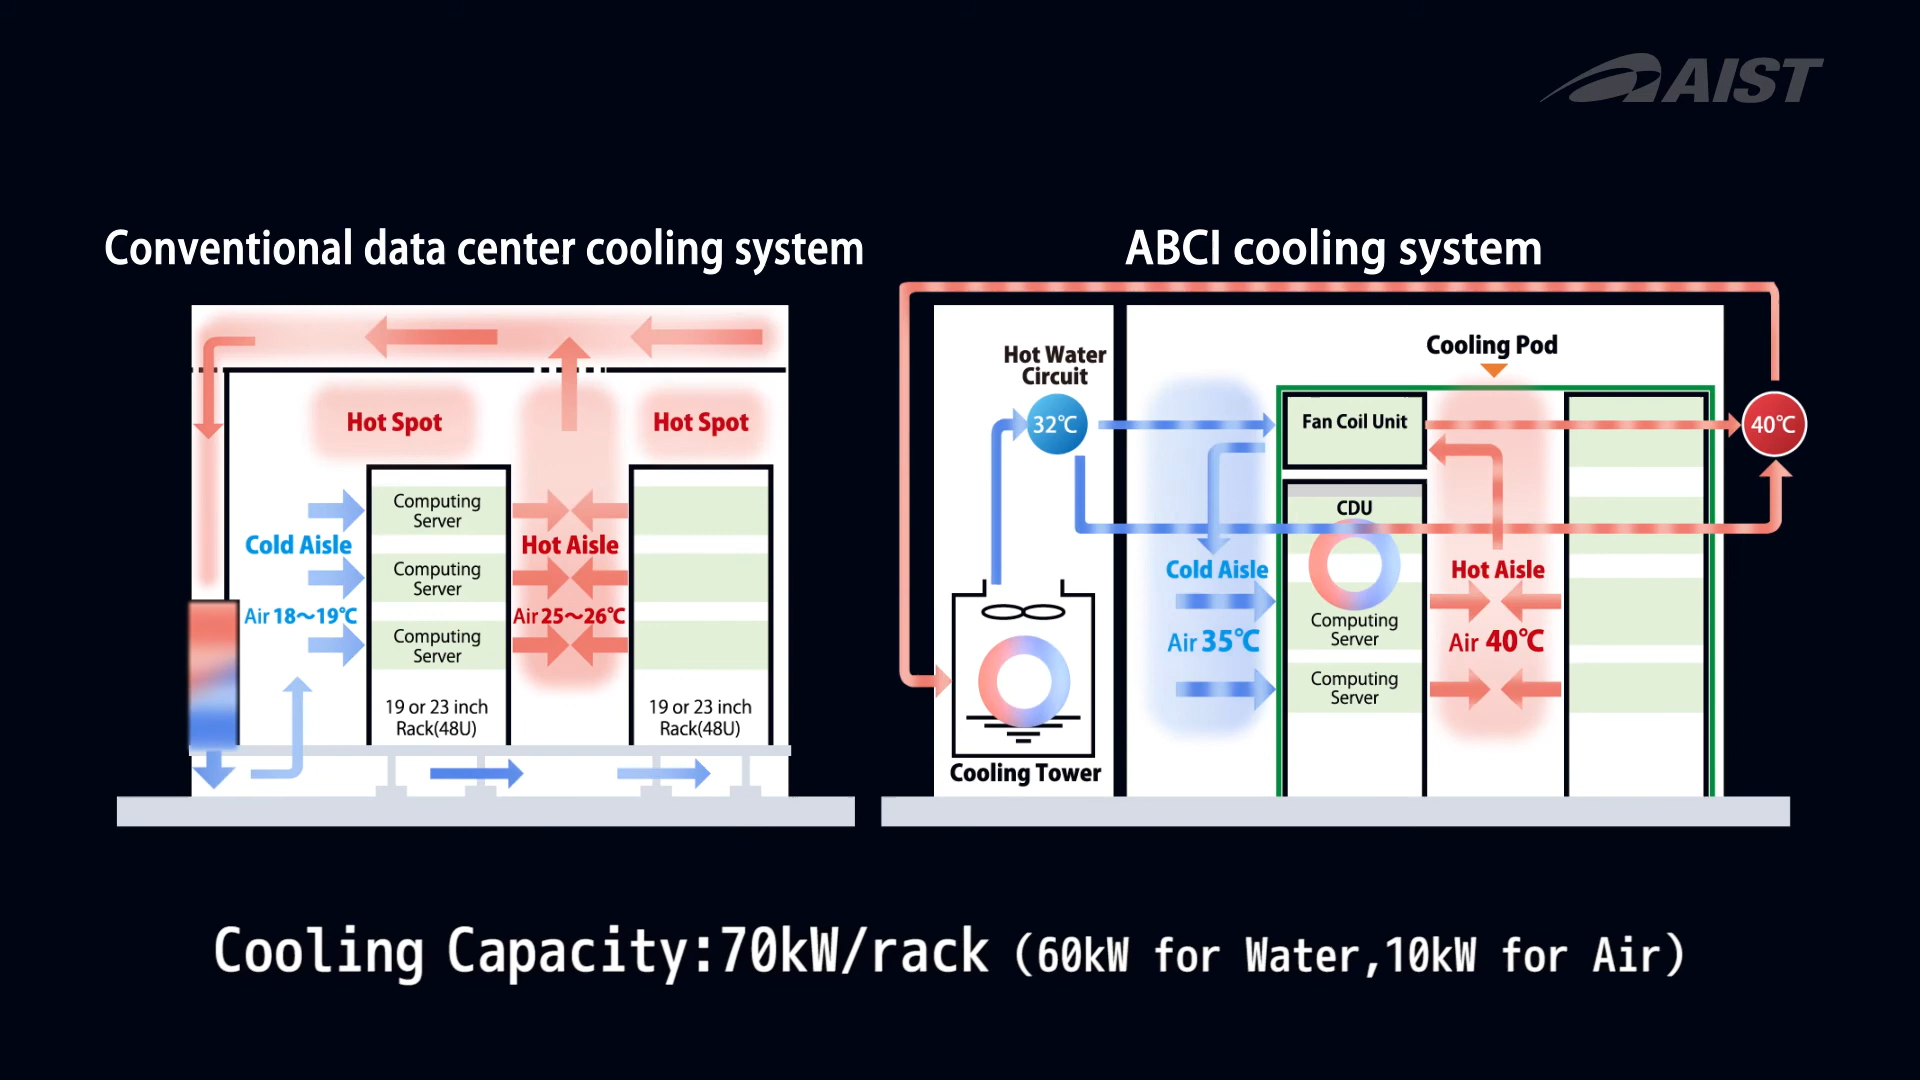 AIST
Conventional data center cooling system
Hot Spot
Hot Spot
Computing
Server
Cold Aisle
Hot Aisle
Computing
Server
Air 18〜19℃
Air 25〜26℃
Computing
Server
19 or 23 inch
Rack(48U)
19 or 23 inch
Rack(48U)
ABCI cooling system
Cooling Pod
Hot Water
Circuit
32℃
Fan Coil Unit
40℃
CDU
Cold Aisle
Hot Aisle
Computing
Server
Air 35℃
Air 40℃
Computing
Server
Cooling Tower
Cooling Capacity:70kW/rack (60kW for Water,10kW for Air)